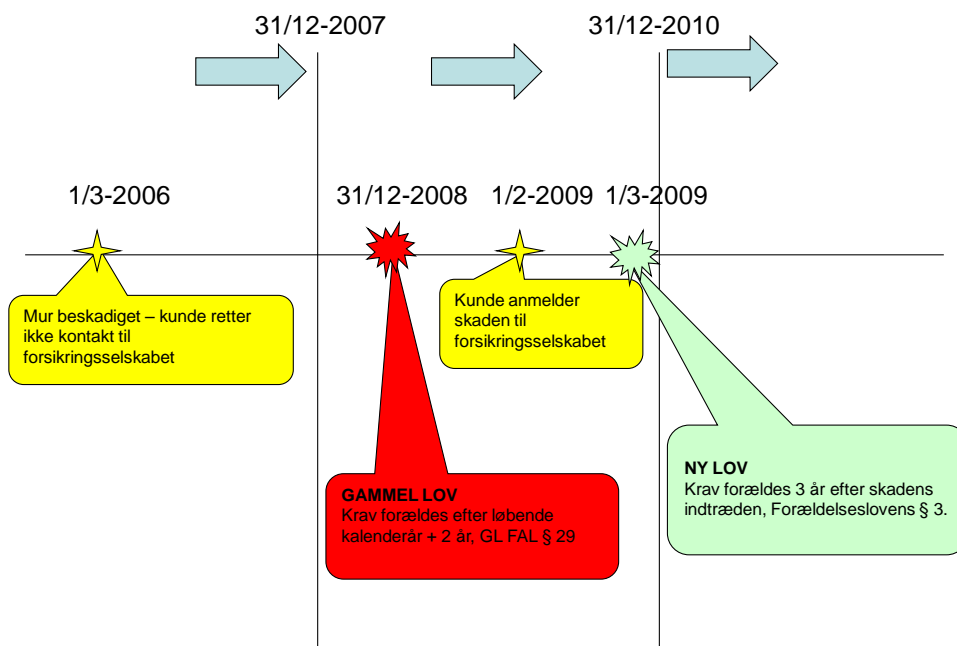 31/12-2007
31/12-2010
1/3-2006
31/12-2008
1/2-2009
1/3-2009
Mur beskadiget – kunde retter
ikke kontakt til
forsikringsselskabet
Kunde anmelder
skaden til
forsikringsselskabet
GAMMEL LOV
Krav forældes efter løbende
kalenderår + 2 år, GL FAL § 29
NY LOV
Krav forældes 3 år efter skadens
indtræden, Forældelseslovens § 3.